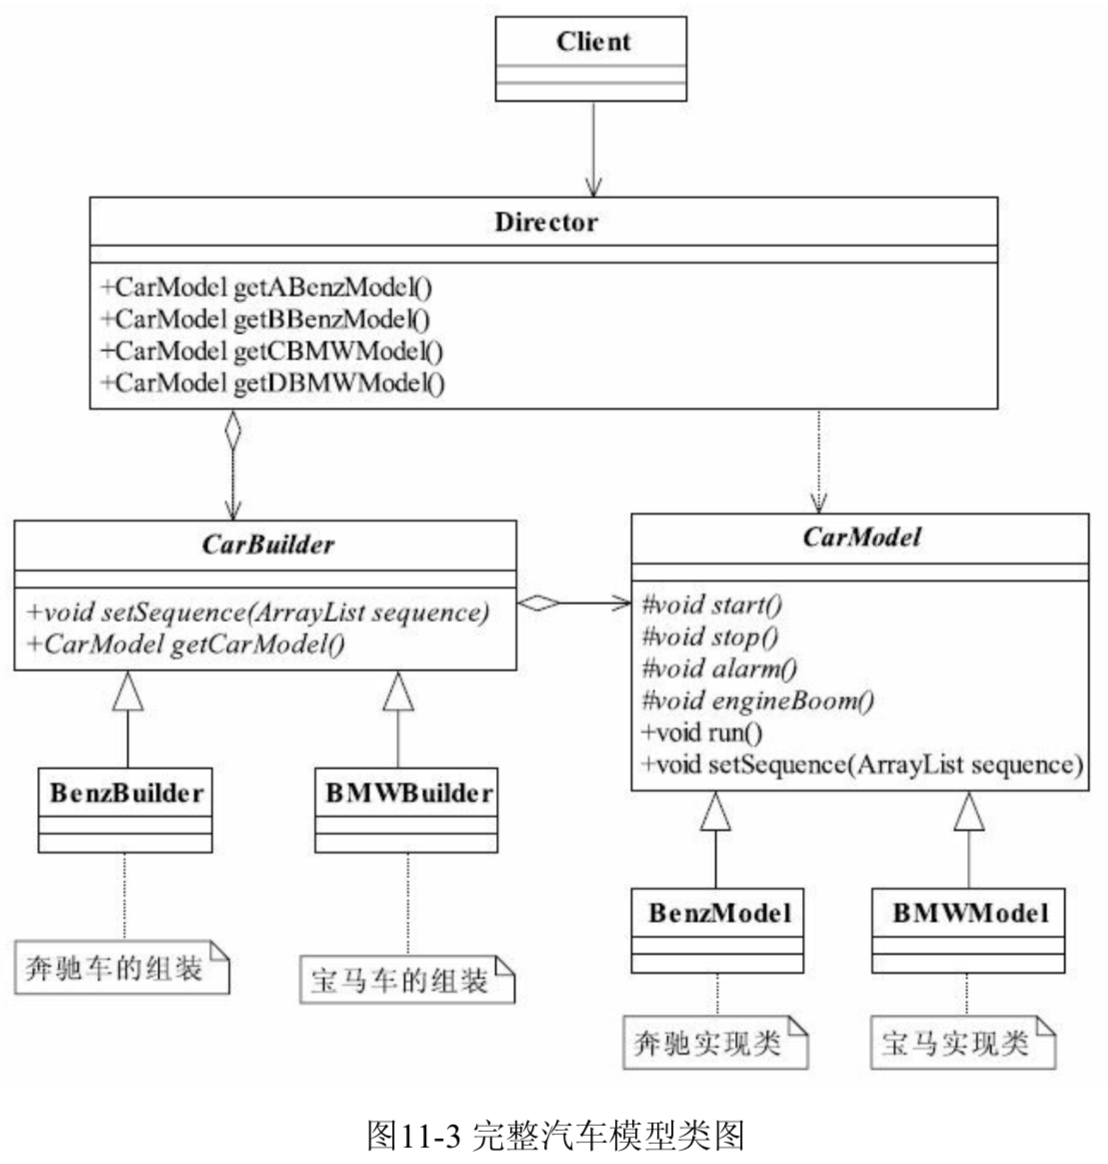 Client
Director
+CarModel getABenzModel()
+CarModel getBBenzModel()
+CarModel getCBMWModel()
+CarModel getDBMWModel()
CarBuilder
+void setSequence(ArrayList sequence)
+CarModel getCarModel()
CarModel
#void start()
#void stop()
#void alarm()
#void engineBoom()
+void run()
+void setSequence(ArrayList sequence)
BenzBuilder
BMWBuilder
BenzModel
BMWModel
奔驰车的组装
宝马车的组装
奔驰实现类
宝马实现类
图11-3 完整汽车模型类图